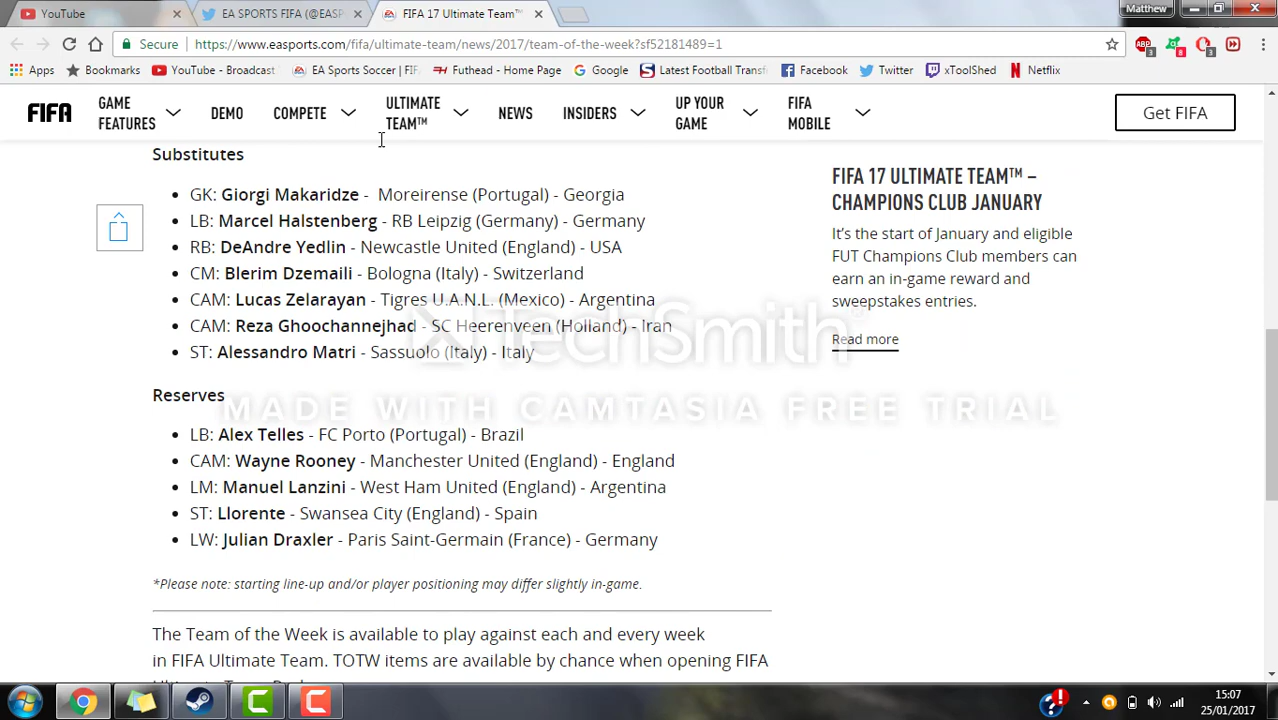 YouTube
EA SPORTS FIFA (@EASP
FIFA 17 Ultimate Team™
Matthew
Secure
https://www.easports.com/fifa/ultimate-team/news/2017/team-of-the-week?sf52181489=1
ABP
3
8
3
Apps
Bookmarks
YouTube - Broadcast
EA Sports Soccer | FIF
Futhead - Home Page
Google
Latest Football Transf
Facebook
Twitter
xToolShed
Netflix
FIFA
GAME FEATURES
DEMO
COMPETE
ULTIMATE TEAM™
NEWS
INSIDERS
UP YOUR GAME
FIFA MOBILE
Get FIFA
Substitutes
GK: Giorgi Makaridze - Moreirense (Portugal) - Georgia
LB: Marcel Halstenberg - RB Leipzig (Germany) - Germany
RB: DeAndre Yedlin - Newcastle United (England) - USA
CM: Blerim Dzemaili - Bologna (Italy) - Switzerland
CAM: Lucas Zelarayan - Tigres U.A.N.L. (Mexico) - Argentina
CAM: Reza Ghoochannejhad - SC Heerenveen (Holland) - Iran
ST: Alessandro Matri - Sassuolo (Italy) - Italy
Reserves
LB: Alex Telles - FC Porto (Portugal) - Brazil
CAM: Wayne Rooney - Manchester United (England) - England
LM: Manuel Lanzini - West Ham United (England) - Argentina
ST: Llorente - Swansea City (England) - Spain
LW: Julian Draxler - Paris Saint-Germain (France) - Germany
*Please note: starting line-up and/or player positioning may differ slightly in-game.
The Team of the Week is available to play against each and every week
in FIFA Ultimate Team. TOTW items are available by chance when opening FIFA
FIFA 17 ULTIMATE TEAM™ –
CHAMPIONS CLUB JANUARY
It's the start of January and eligible
FUT Champions Club members can
earn an in-game reward and
sweepstakes entries.
Read more
TechSmith
MADE WITH CAMTASIA FREE TRIAL
15:07
25/01/2017